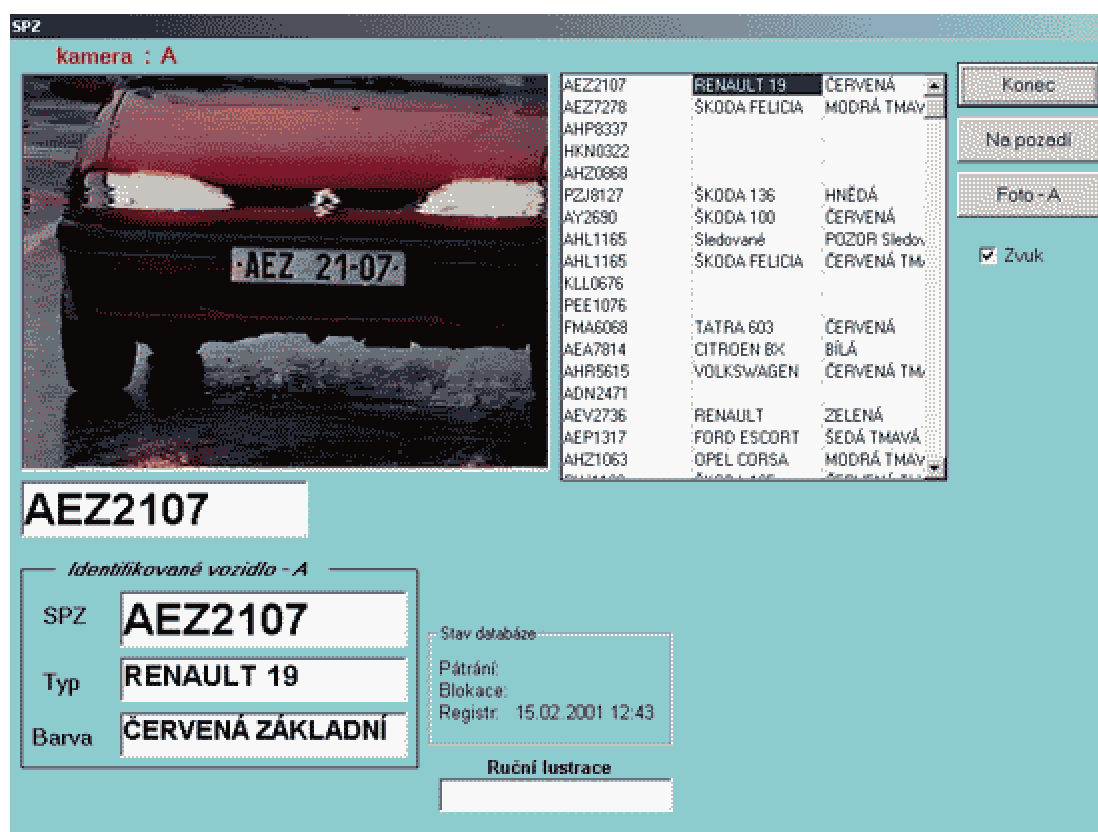 SPZ
kamera : A
·AEZ 21-07·
AEZ2107 RENAULT 19 ČERVENÁ
AEZ7278 ŠKODA FELICIA MODRÁ TMAV
AHP8337
HKN0322
AHZ0868
PZJ8127 ŠKODA 136 HNĚDÁ
AY2690 ŠKODA 100 ČERVENÁ
AHL1165 Sledované POZOR Sledov
AHL1165 ŠKODA FELICIA ČERVENÁ TM
KLL0676
PEE1076
FMA6068 TATRA 603 ČERVENÁ
AEA7814 CITROEN BX BÍLÁ
AHR5615 VOLKSWAGEN ČERVENÁ TM
ADN2471
AEV2736 RENAULT ZELENÁ
AEP1317 FORD ESCORT ŠEDÁ TMAVÁ
AHZ1063 OPEL CORSA MODRÁ TMAV
Konec
Na pozadí
Foto - A
Zvuk
AEZ2107
Identifikované vozidlo - A
SPZ AEZ2107
Typ RENAULT 19
Barva ČERVENÁ ZÁKLADNÍ
Stav databáze
Pátrání:
Blokace:
Registr: 15.02.2001 12:43
Ruční lustrace